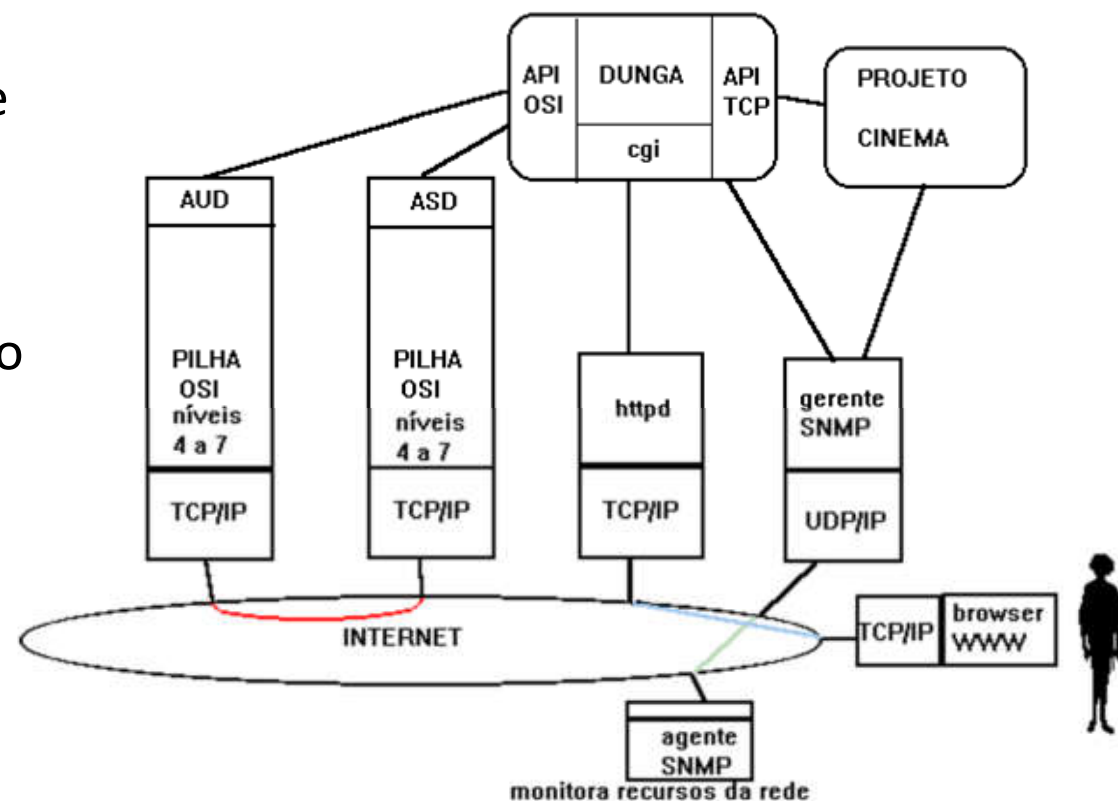 e
o
API
OSI
DUNGA
cgi
API
TCP
PROJETO
CINEMA
AUD
PILHA
OSI
níveis
4 a 7
TCP/IP
ASD
PILHA
OSI
níveis
4 a 7
TCP/IP
httpd
TCP/IP
gerente
SNMP
UDP/IP
INTERNET
TCP/IP
browser
WWW
agente
SNMP
monitora recursos da rede